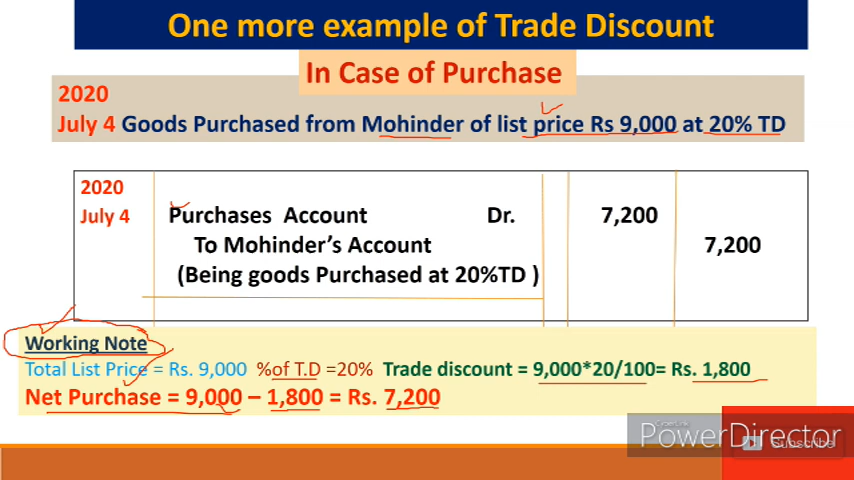 One more example of Trade Discount
In Case of Purchase
2020
July 4 Goods Purchased from Mohinder of list price Rs 9,000 at 20% TD
2020
July 4 Purchases Account Dr. 7,200
To Mohinder's Account 7,200
(Being goods Purchased at 20%TD )
Working Note
Total List Price = Rs. 9,000 %of T.D =20% Trade discount = 9,000*20/100= Rs. 1,800
Net Purchase = 9,000 – 1,800 = Rs. 7,200
CyberLink
PowerDirector
Subscribe